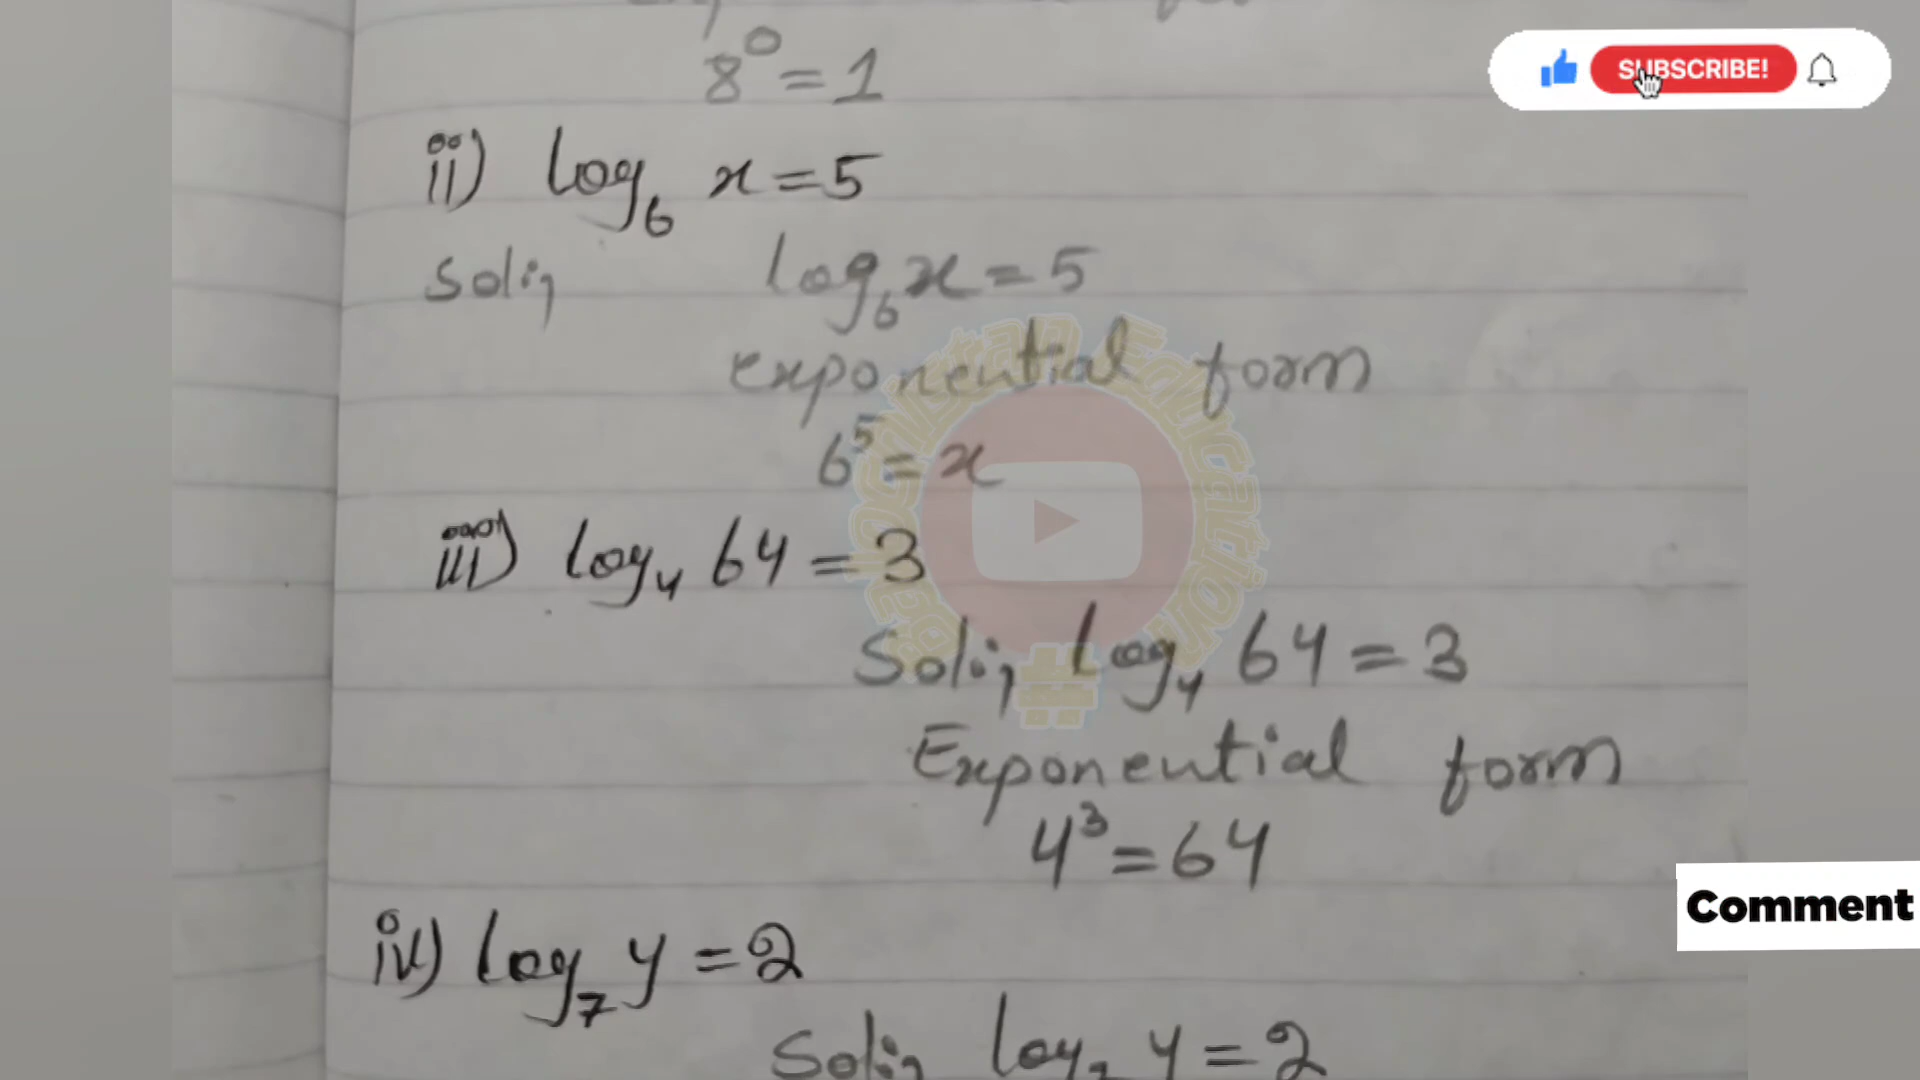 8⁰ = 1
SUBSCRIBE!
ii) log₆ x = 5
Sol:, log₆ x = 5
exponential form
6⁵ = x
iii) log₄ 64 = 3
Sol:, log₄ 64 = 3
Exponential form
4³ = 64
Comment
iv) log₇ y = 2
Sol:, log₇ y = 2